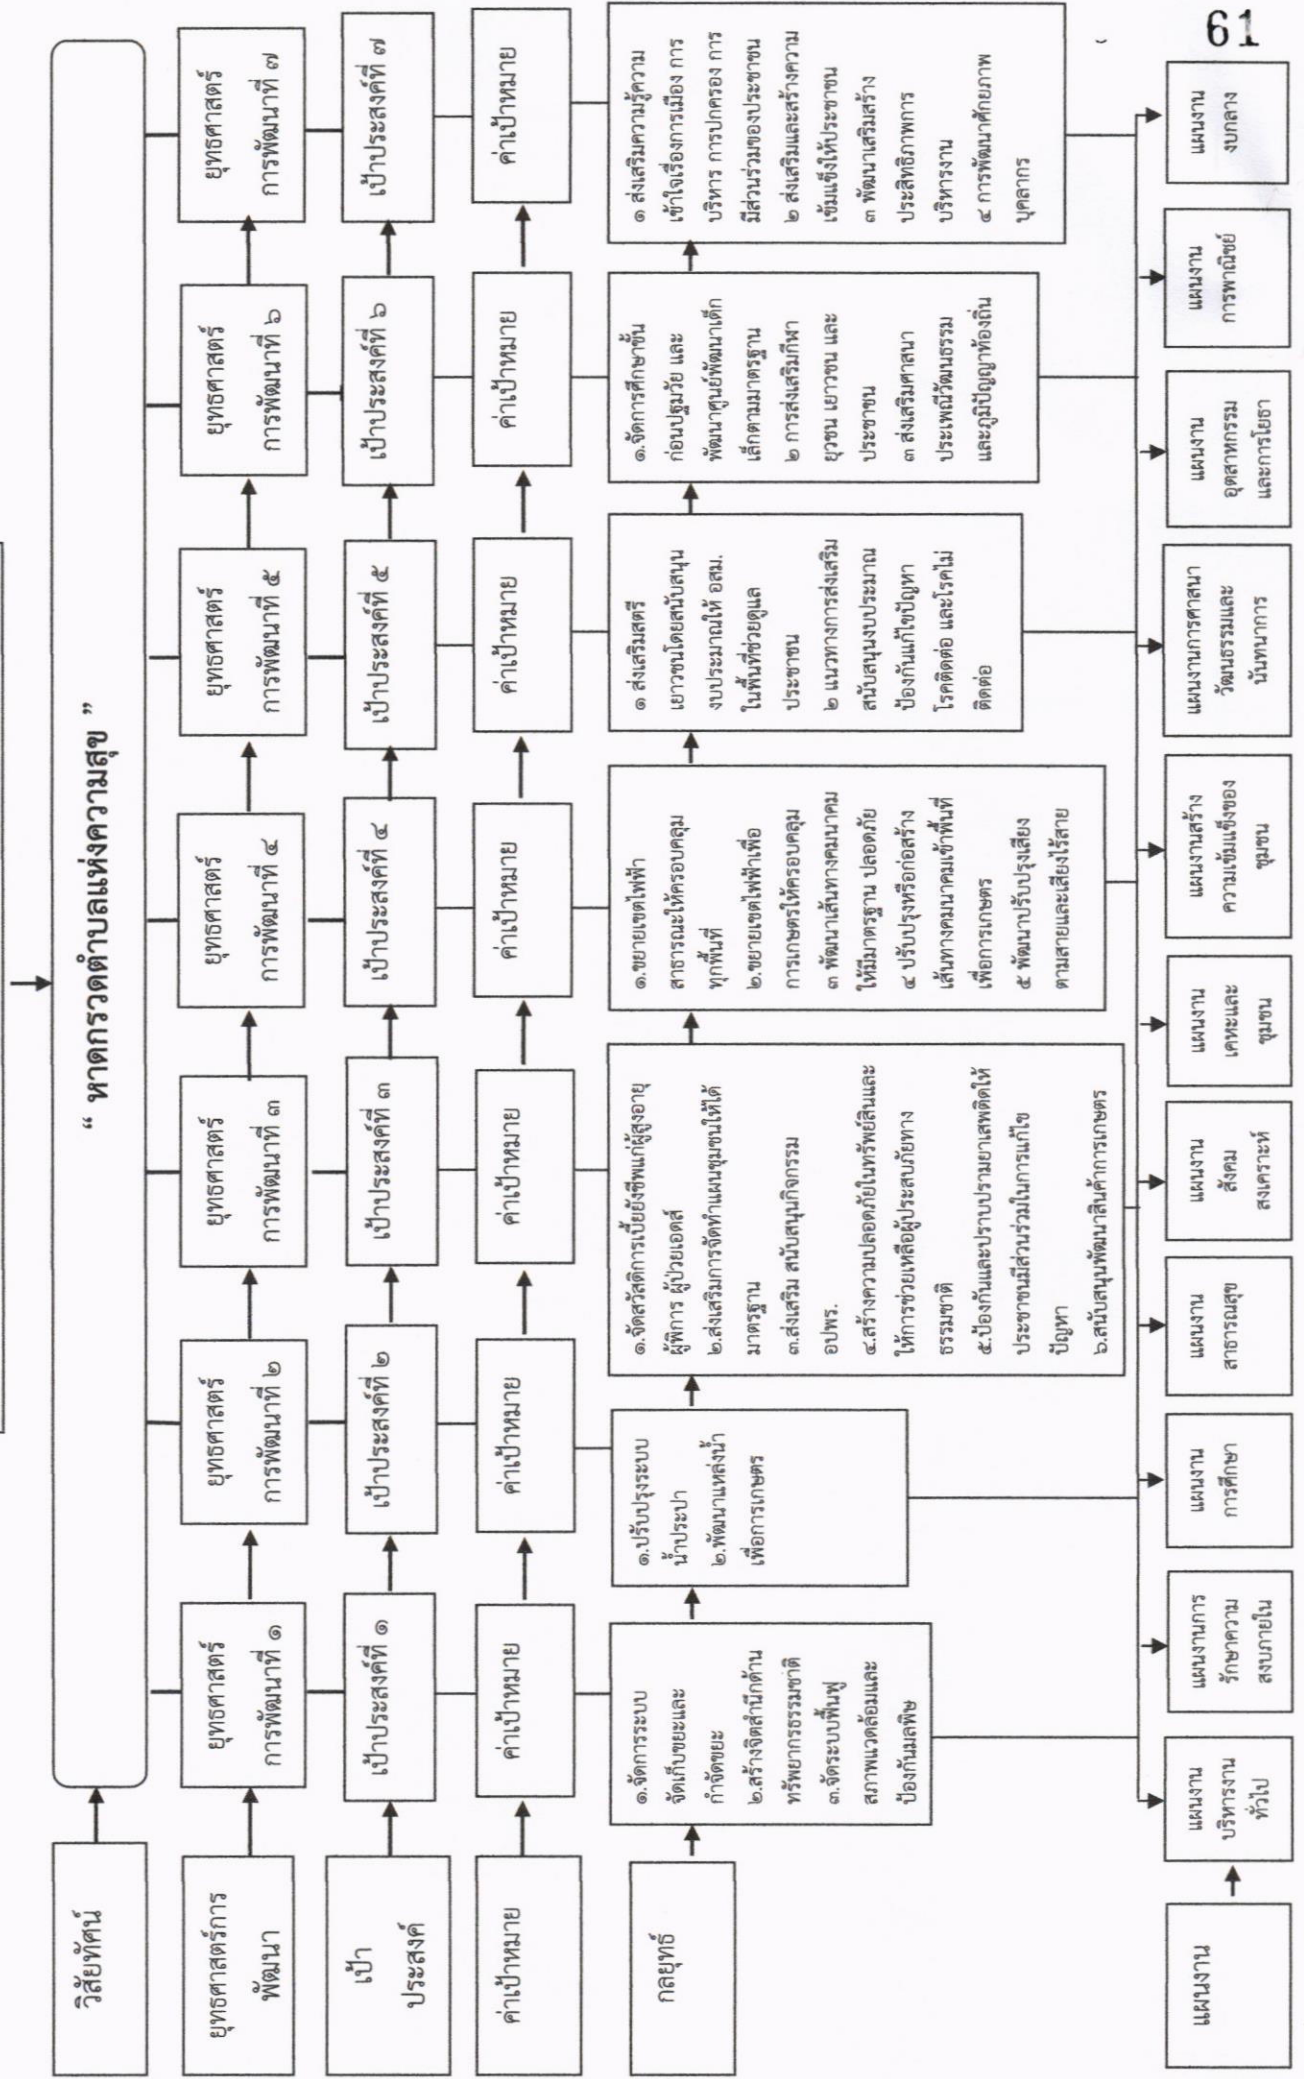 61
วิสัยทัศน์
“ หาดกรวดตำบลแห่งความสุข ”
ยุทธศาสตร์การ
พัฒนา
ยุทธศาสตร์
การพัฒนาที่ ๑
ยุทธศาสตร์
การพัฒนาที่ ๒
ยุทธศาสตร์
การพัฒนาที่ ๓
ยุทธศาสตร์
การพัฒนาที่ ๔
ยุทธศาสตร์
การพัฒนาที่ ๕
ยุทธศาสตร์
การพัฒนาที่ ๖
ยุทธศาสตร์
การพัฒนาที่ ๗
เป้า
ประสงค์
เป้าประสงค์ที่ ๑
เป้าประสงค์ที่ ๒
เป้าประสงค์ที่ ๓
เป้าประสงค์ที่ ๔
เป้าประสงค์ที่ ๕
เป้าประสงค์ที่ ๖
เป้าประสงค์ที่ ๗
ค่าเป้าหมาย
ค่าเป้าหมาย
ค่าเป้าหมาย
ค่าเป้าหมาย
ค่าเป้าหมาย
ค่าเป้าหมาย
ค่าเป้าหมาย
ค่าเป้าหมาย
กลยุทธ์
๑.จัดการระบบ
จัดเก็บขยะและ
กำจัดขยะ
๒.สร้างจิตสำนึกด้าน
ทรัพยากรธรรมชาติ
๓.จัดระบบฟื้นฟู
สภาพแวดล้อมและ
ป้องกันมลพิษ
๑.ปรับปรุงระบบ
น้ำประปา
๒.พัฒนาแหล่งน้ำ
เพื่อการเกษตร
๑.จัดสวัสดิการเบี้ยยังชีพแก่ผู้สูงอายุ
ผู้พิการ ผู้ป่วยเอดส์
๒.ส่งเสริมการจัดทำแผนชุมชนให้ได้
มาตรฐาน
๓.ส่งเสริม สนับสนุนกิจกรรม
อปพร.
๔.สร้างความปลอดภัยในทรัพย์สินและ
ให้การช่วยเหลือผู้ประสบภัยทาง
ธรรมชาติ
๕.ป้องกันและปราบปรามยาเสพติดให้
ประชาชนมีส่วนร่วมในการแก้ไข
ปัญหา
๖.สนับสนุนพัฒนาสินค้าการเกษตร
๑.ขยายเขตไฟฟ้า
สาธารณะให้ครอบคลุม
ทุกพื้นที่
๒.ขยายเขตไฟฟ้าเพื่อ
การเกษตรให้ครอบคลุม
๓ พัฒนาเส้นทางคมนาคม
ให้มีมาตรฐาน ปลอดภัย
๔ ปรับปรุงหรือก่อสร้าง
เส้นทางคมนาคมเข้าพื้นที่
เพื่อการเกษตร
๕ พัฒนาปรับปรุงเสียง
ตามสายและเสียงไร้สาย
๑ ส่งเสริมสตรี
เยาวชนโดยสนับสนุน
งบประมาณให้ อสม.
ในพื้นที่ช่วยดูแล
ประชาชน
๒ แนวทางการส่งเสริม
สนับสนุนงบประมาณ
ป้องกันแก้ไขปัญหา
โรคติดต่อ และโรคไม่
ติดต่อ
๑.จัดการศึกษาขั้น
ก่อนปฐมวัย และ
พัฒนาศูนย์พัฒนาเด็ก
เล็กตามมาตรฐาน
๒ การส่งเสริมกีฬา
ยุวชน เยาวชน และ
ประชาชน
๓ ส่งเสริมศาสนา
ประเพณีวัฒนธรรม
และภูมิปัญญาท้องถิ่น
๑ ส่งเสริมความรู้ความ
เข้าใจเรื่องการเมือง การ
บริหาร การปกครอง การ
มีส่วนร่วมของประชาชน
๒ ส่งเสริมและสร้างความ
เข้มแข็งให้ประชาชน
๓ พัฒนาเสริมสร้าง
ประสิทธิภาพการ
บริหารงาน
๔ การพัฒนาศักยภาพ
บุคลากร
แผนงาน
แผนงาน
บริหารงาน
ทั่วไป
แผนงานการ
รักษาความ
สงบภายใน
แผนงาน
การศึกษา
แผนงาน
สาธารณสุข
แผนงาน
สังคม
สงเคราะห์
แผนงาน
เคหะและ
ชุมชน
แผนงานสร้าง
ความเข้มแข็งของ
ชุมชน
แผนงานการศาสนา
วัฒนธรรมและ
นันทนาการ
แผนงาน
อุตสาหกรรม
และการโยธา
แผนงาน
การพาณิชย์
แผนงาน
งบกลาง